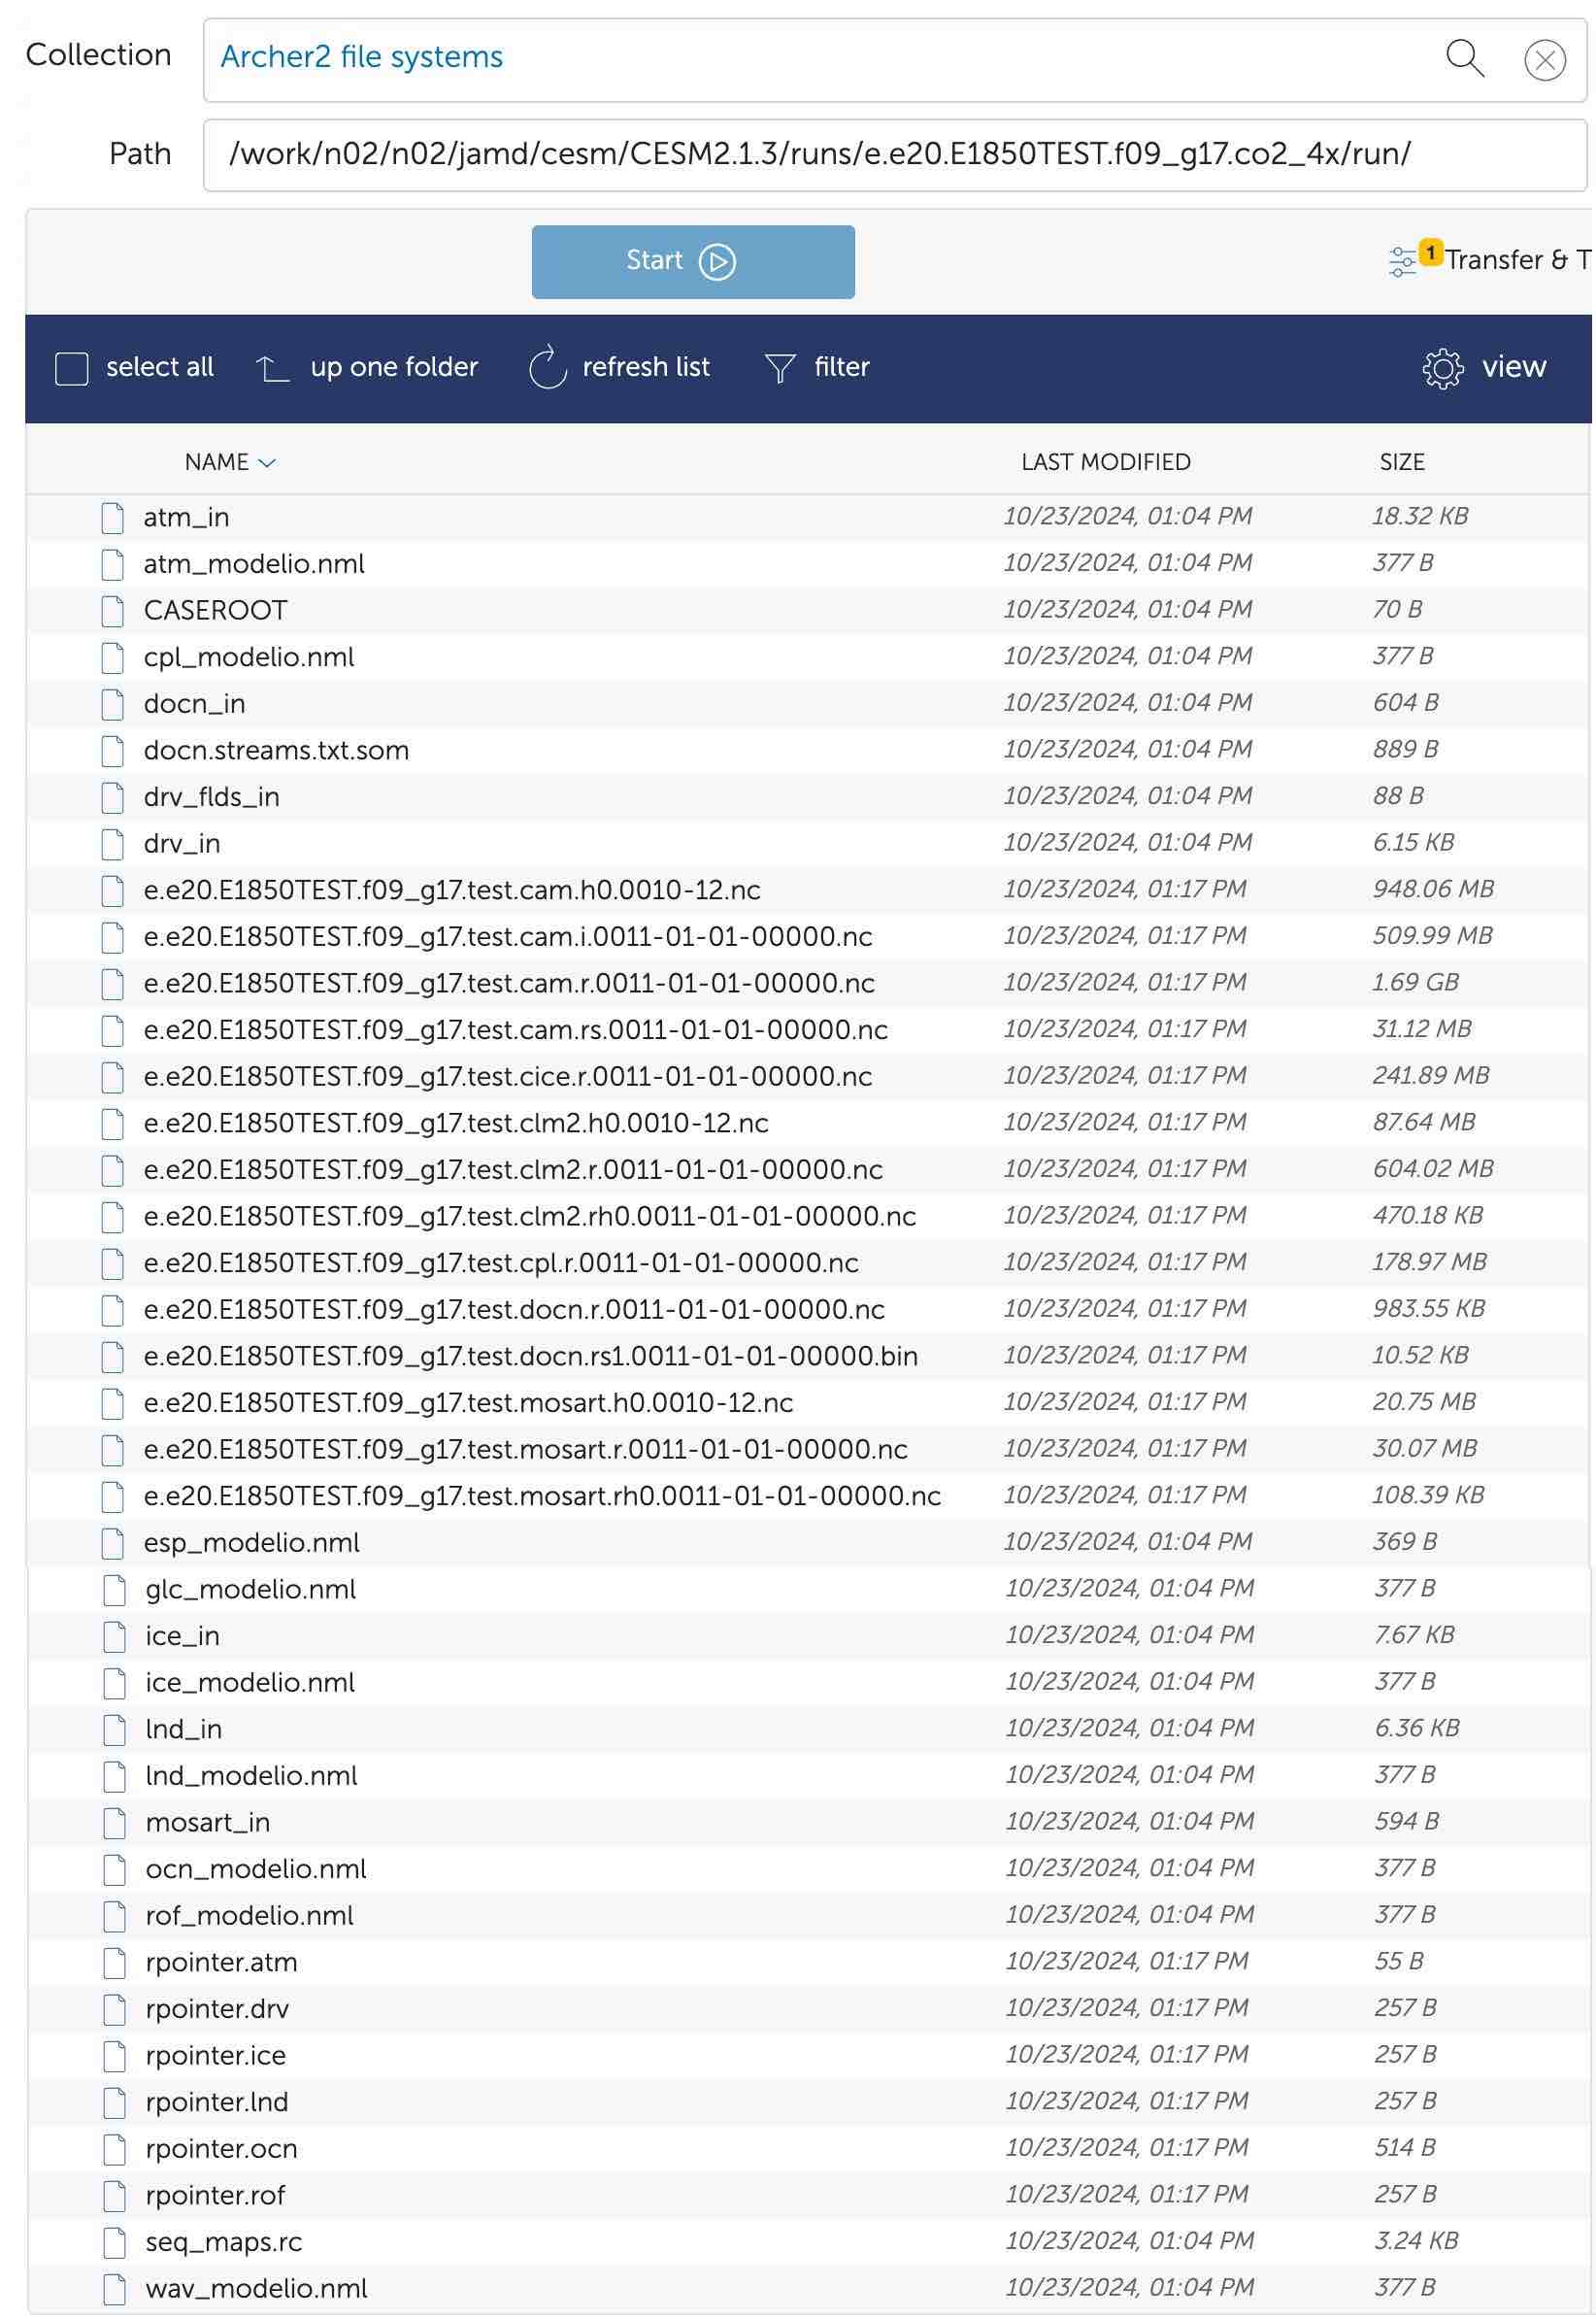 Collection Archer2 file systems
Path /work/n02/n02/jamd/cesm/CESM2.1.3/runs/e.e20.E1850TEST.f09_g17.co2_4x/run/
Start 1 Transfer & T
select all up one folder refresh list filter view
NAME LAST MODIFIED SIZE
atm_in 10/23/2024, 01:04 PM 18.32 KB
atm_modelio.nml 10/23/2024, 01:04 PM 377 B
CASEROOT 10/23/2024, 01:04 PM 70 B
cpl_modelio.nml 10/23/2024, 01:04 PM 377 B
docn_in 10/23/2024, 01:04 PM 604 B
docn.streams.txt.som 10/23/2024, 01:04 PM 889 B
drv_flds_in 10/23/2024, 01:04 PM 88 B
drv_in 10/23/2024, 01:04 PM 6.15 KB
e.e20.E1850TEST.f09_g17.test.cam.h0.0010-12.nc 10/23/2024, 01:17 PM 948.06 MB
e.e20.E1850TEST.f09_g17.test.cam.i.0011-01-01-00000.nc 10/23/2024, 01:17 PM 509.99 MB
e.e20.E1850TEST.f09_g17.test.cam.r.0011-01-01-00000.nc 10/23/2024, 01:17 PM 1.69 GB
e.e20.E1850TEST.f09_g17.test.cam.rs.0011-01-01-00000.nc 10/23/2024, 01:17 PM 31.12 MB
e.e20.E1850TEST.f09_g17.test.cice.r.0011-01-01-00000.nc 10/23/2024, 01:17 PM 241.89 MB
e.e20.E1850TEST.f09_g17.test.clm2.h0.0010-12.nc 10/23/2024, 01:17 PM 87.64 MB
e.e20.E1850TEST.f09_g17.test.clm2.r.0011-01-01-00000.nc 10/23/2024, 01:17 PM 604.02 MB
e.e20.E1850TEST.f09_g17.test.clm2.rh0.0011-01-01-00000.nc 10/23/2024, 01:17 PM 470.18 KB
e.e20.E1850TEST.f09_g17.test.cpl.r.0011-01-01-00000.nc 10/23/2024, 01:17 PM 178.97 MB
e.e20.E1850TEST.f09_g17.test.docn.r.0011-01-01-00000.nc 10/23/2024, 01:17 PM 983.55 KB
e.e20.E1850TEST.f09_g17.test.docn.rs1.0011-01-01-00000.bin 10/23/2024, 01:17 PM 10.52 KB
e.e20.E1850TEST.f09_g17.test.mosart.h0.0010-12.nc 10/23/2024, 01:17 PM 20.75 MB
e.e20.E1850TEST.f09_g17.test.mosart.r.0011-01-01-00000.nc 10/23/2024, 01:17 PM 30.07 MB
e.e20.E1850TEST.f09_g17.test.mosart.rh0.0011-01-01-00000.nc 10/23/2024, 01:17 PM 108.39 KB
esp_modelio.nml 10/23/2024, 01:04 PM 369 B
glc_modelio.nml 10/23/2024, 01:04 PM 377 B
ice_in 10/23/2024, 01:04 PM 7.67 KB
ice_modelio.nml 10/23/2024, 01:04 PM 377 B
lnd_in 10/23/2024, 01:04 PM 6.36 KB
lnd_modelio.nml 10/23/2024, 01:04 PM 377 B
mosart_in 10/23/2024, 01:04 PM 594 B
ocn_modelio.nml 10/23/2024, 01:04 PM 377 B
rof_modelio.nml 10/23/2024, 01:04 PM 377 B
rpointer.atm 10/23/2024, 01:17 PM 55 B
rpointer.drv 10/23/2024, 01:17 PM 257 B
rpointer.ice 10/23/2024, 01:17 PM 257 B
rpointer.lnd 10/23/2024, 01:17 PM 257 B
rpointer.ocn 10/23/2024, 01:17 PM 514 B
rpointer.rof 10/23/2024, 01:17 PM 257 B
seq_maps.rc 10/23/2024, 01:04 PM 3.24 KB
wav_modelio.nml 10/23/2024, 01:04 PM 377 B